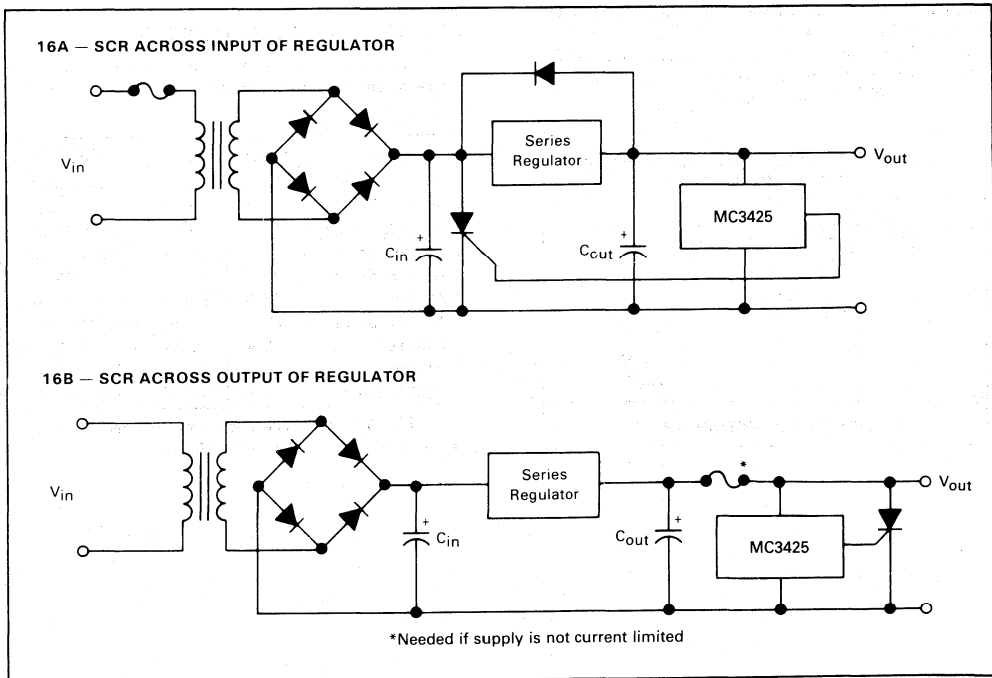 16A — SCR ACROSS INPUT OF REGULATOR
Vin
Series
Regulator
Vout
MC3425
+
Cin
+
Ccut
16B — SCR ACROSS OUTPUT OF REGULATOR
Vin
Series
Regulator
*
Vout
+
Cin
+
Cout
MC3425
*Needed if supply is not current limited